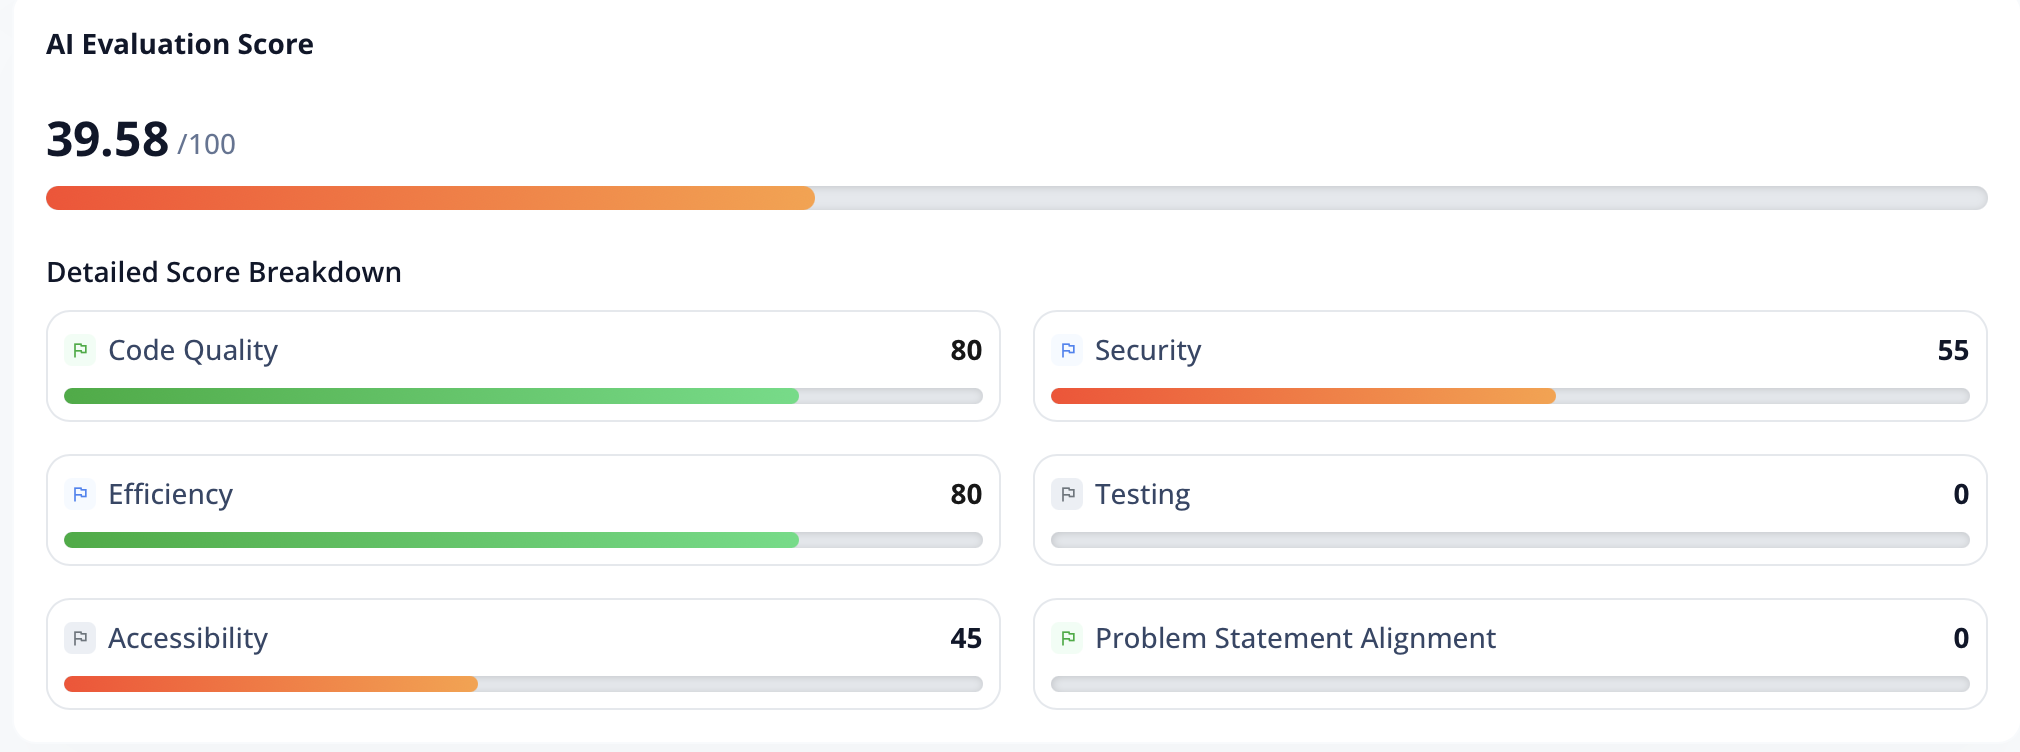 AI Evaluation Score
39.58 /100
Detailed Score Breakdown
Code Quality 80
Security 55
Efficiency 80
Testing 0
Accessibility 45
Problem Statement Alignment 0